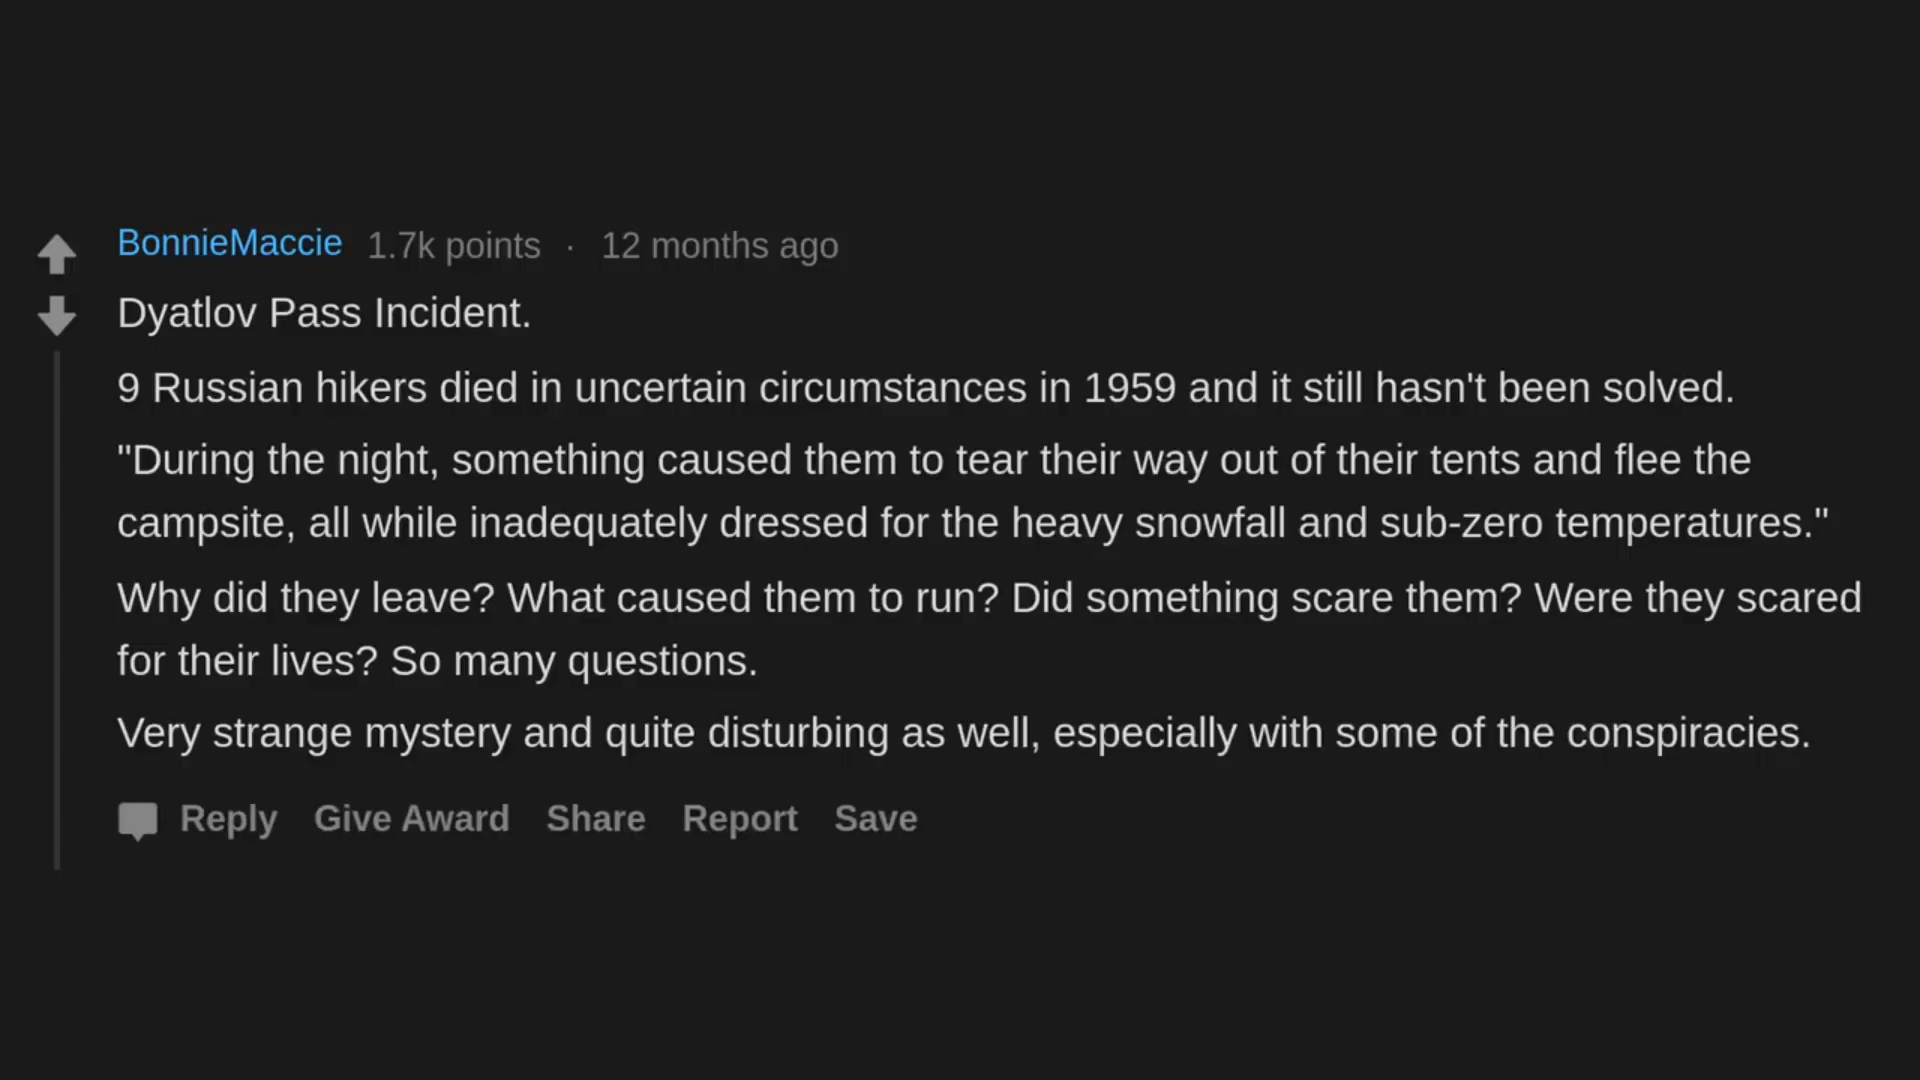 BonnieMaccie 1.7k points · 12 months ago
Dyatlov Pass Incident.
9 Russian hikers died in uncertain circumstances in 1959 and it still hasn't been solved.
"During the night, something caused them to tear their way out of their tents and flee the
campsite, all while inadequately dressed for the heavy snowfall and sub-zero temperatures."
Why did they leave? What caused them to run? Did something scare them? Were they scared
for their lives? So many questions.
Very strange mystery and quite disturbing as well, especially with some of the conspiracies.
Reply Give Award Share Report Save